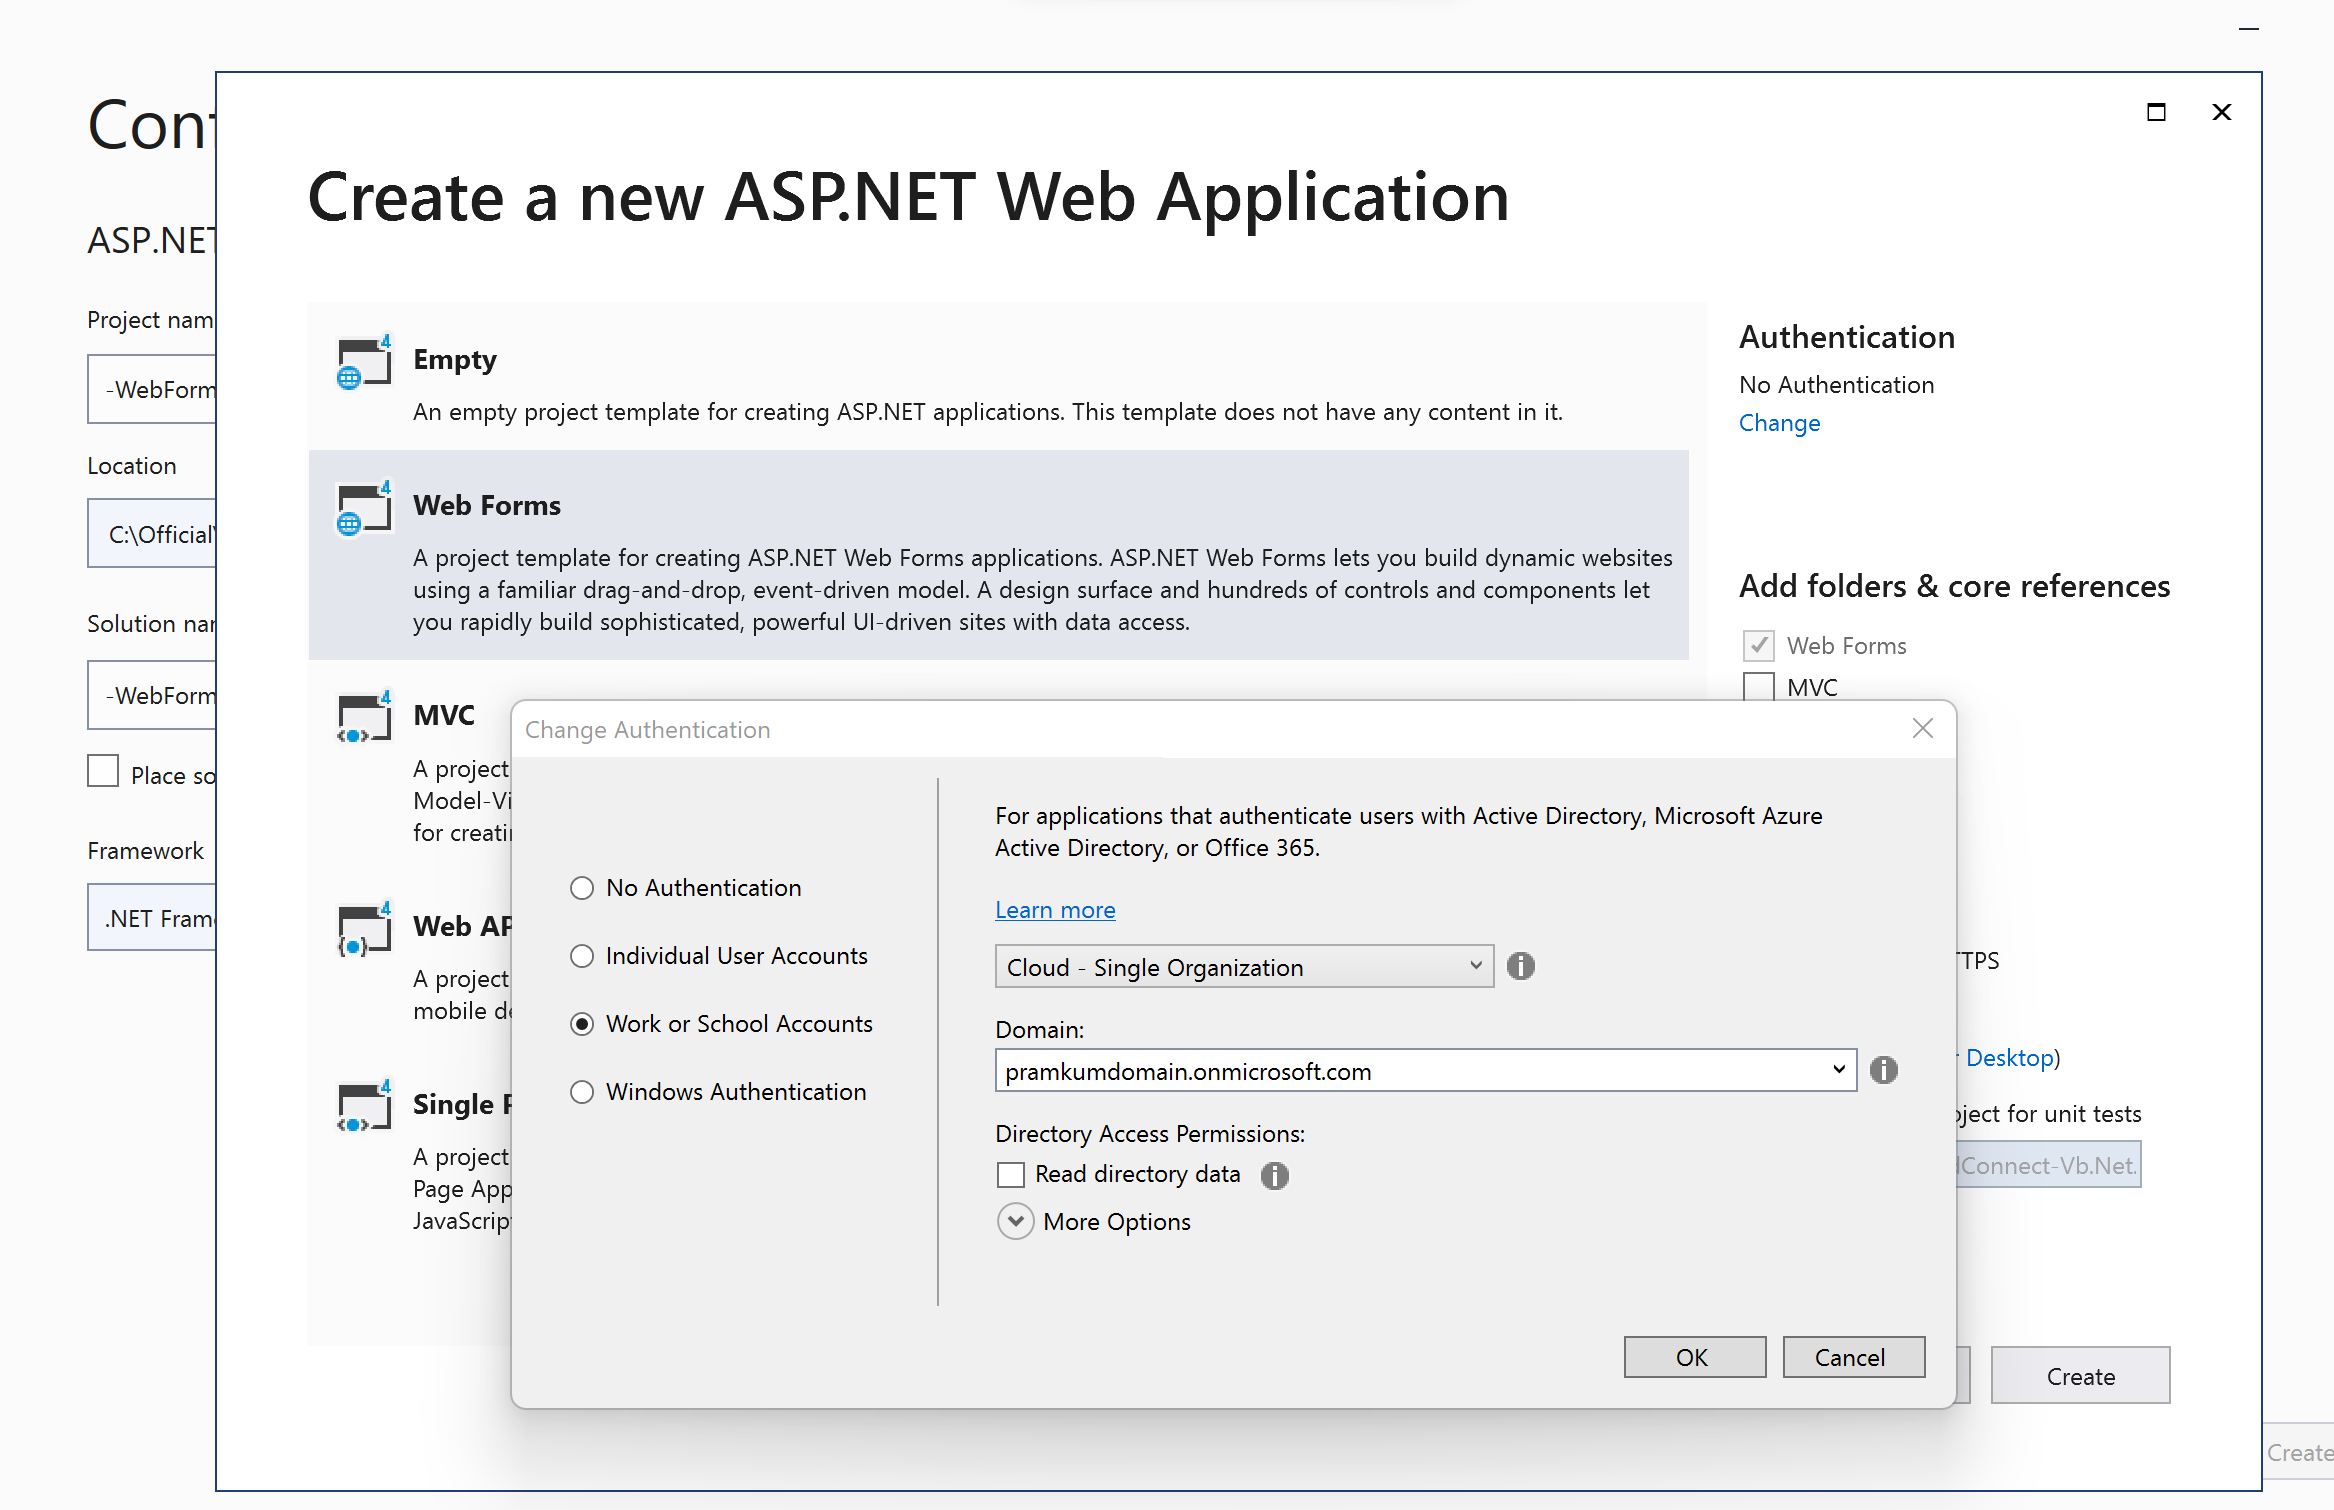 Conf
ASP.NET
Project nam
-WebForm
Location
C:\Official\
Solution nar
-WebForm
Place so
Framework
.NET Frame
Create a new ASP.NET Web Application
Empty
An empty project template for creating ASP.NET applications. This template does not have any content in it.
Web Forms
A project template for creating ASP.NET Web Forms applications. ASP.NET Web Forms lets you build dynamic websites
using a familiar drag-and-drop, event-driven model. A design surface and hundreds of controls and components let
you rapidly build sophisticated, powerful UI-driven sites with data access.
MVC
A project
Model-Vi
for creatin
Web AP
A project
mobile de
Single P
A project
Page App
JavaScript
Authentication
No Authentication
Change
Add folders & core references
Web Forms
MVC
TPS
r Desktop)
oject for unit tests
dConnect-Vb.Net.
Create
Create
Change Authentication
No Authentication
Individual User Accounts
Work or School Accounts
Windows Authentication
For applications that authenticate users with Active Directory, Microsoft Azure
Active Directory, or Office 365.
Learn more
Cloud - Single Organization
Domain:
pramkumdomain.onmicrosoft.com
Directory Access Permissions:
Read directory data
More Options
OK
Cancel